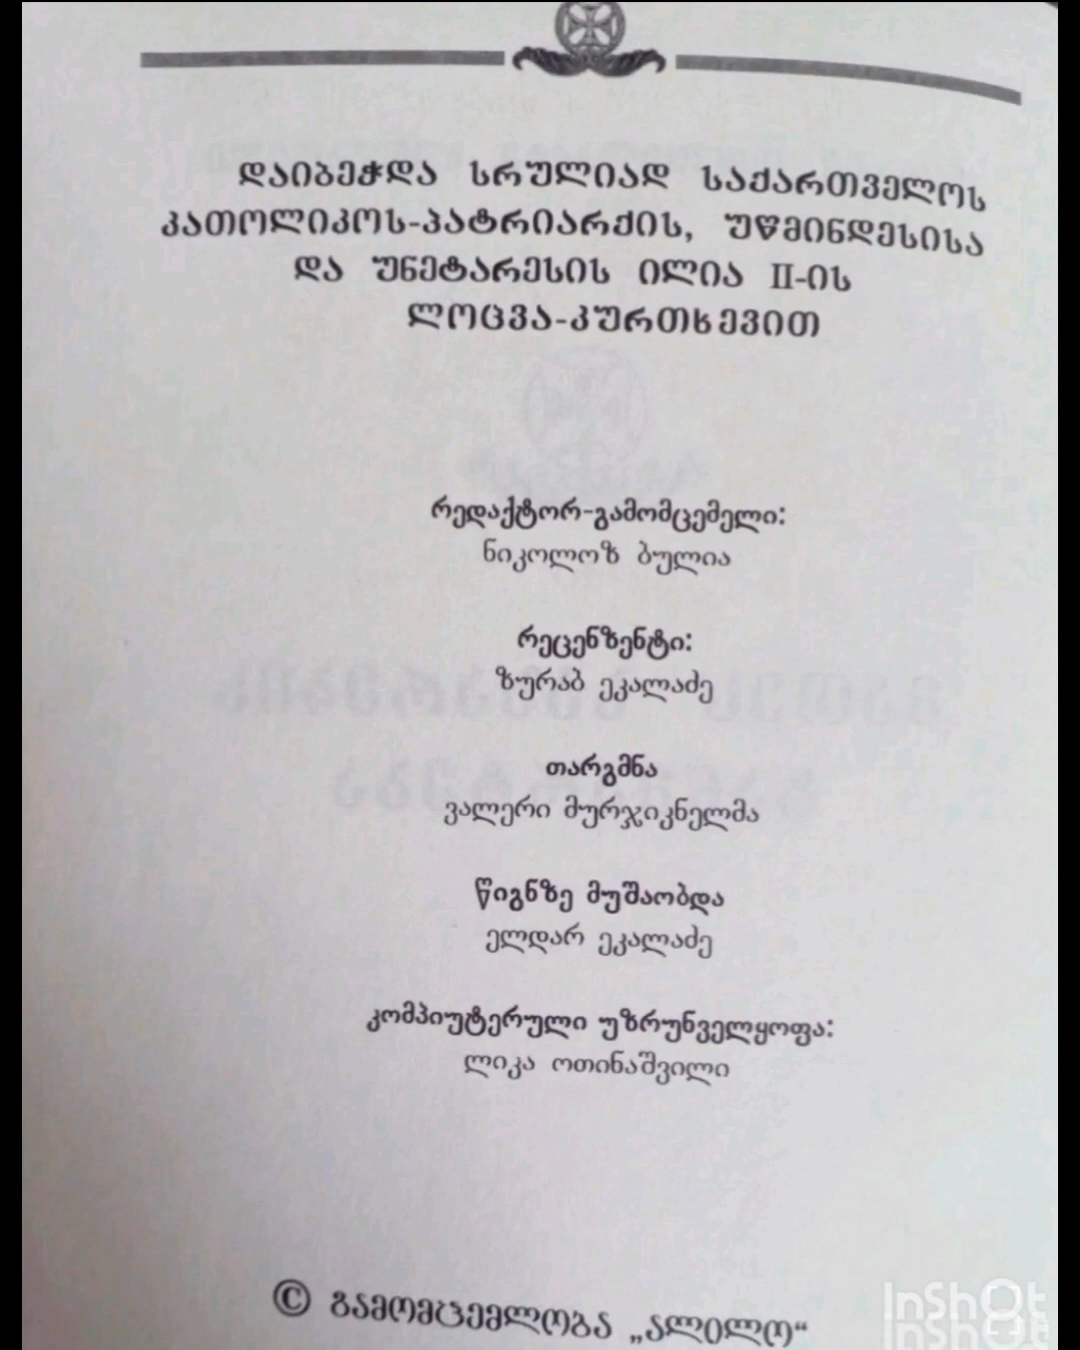 დაიბეჭდა სრულიად საქართველოს
კათოლიკოს-პატრიარქის, უწმინდესისა
და უნეტარესის ილია II-ის
ლოცვა-კურთხევით
რედაქტორ-გამომცემელი:
ნიკოლოზ ბულია
რეცენზენტი:
ზურაბ ეკალაძე
თარგმნა
ვალერი მურჯიკნელმა
წიგნზე მუშაობდა
ელდარ ეკალაძე
კომპიუტერული უზრუნველყოფა:
ლიკა ოთინაშვილი
© გამომცემლობა „ალილო“
InShOt